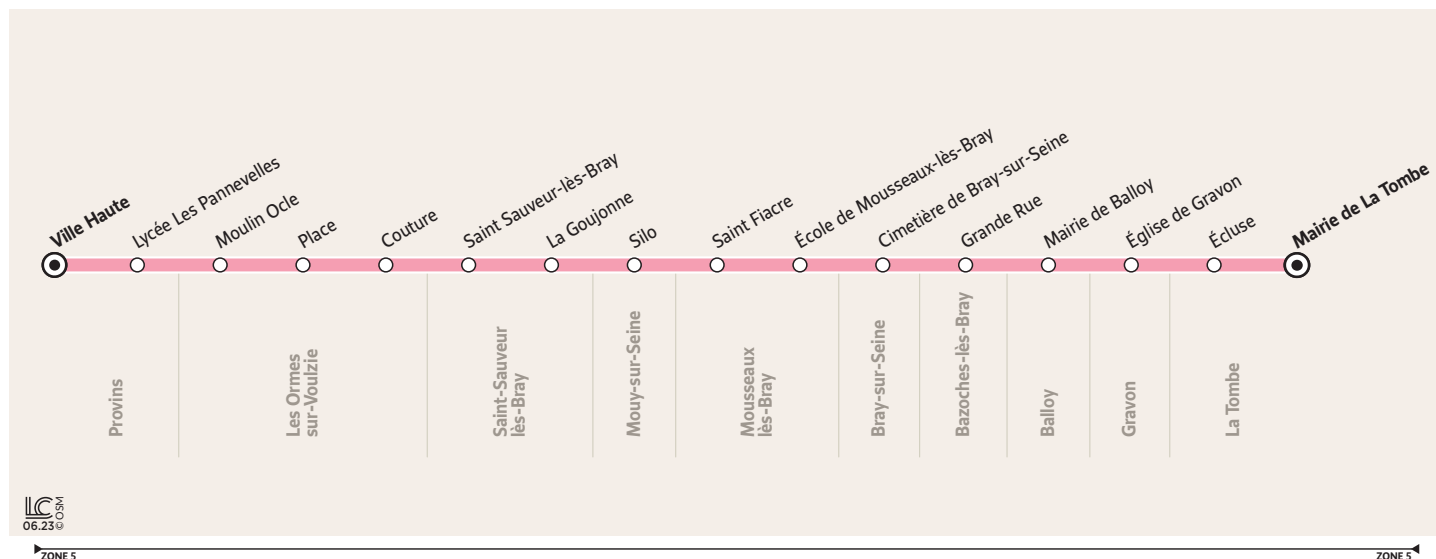 Ville Haute
Lycée Les Pannevelles
Moulin Ocle
Place
Couture
Saint Sauveur-lès-Bray
La Goujonne
Silo
Saint Fiacre
École de Mousseaux-lès-Bray
Cimetière de Bray-sur-Seine
Grande Rue
Mairie de Balloy
Église de Gravon
Écluse
Mairie de La Tombe
Provins
Les Ormes
sur-Voulzie
Saint-Sauveur
lès-Bray
Mouy-sur-Seine
Mousseaux
lès-Bray
Bray-sur-Seine
Bazoches-lès-Bray
Balloy
Gravon
La Tombe
LC
06.23© OSM
ZONE 5
ZONE 5